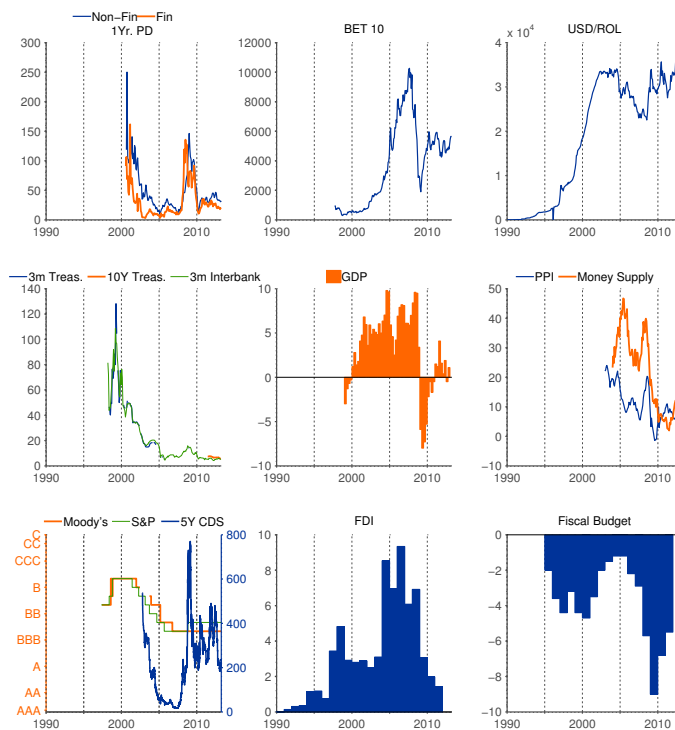 Non-Fin Fin
1Yr. PD
300
250
200
150
100
50
0
1990 2000 2010
BET 10
12000
10000
8000
6000
4000
2000
0
1990 2000 2010
USD/ROL
x 10^4
4
3
2
1
0
1990 2000 2010
3m Treas. 10Y Treas. 3m Interbank
140
120
100
80
60
40
20
0
1990 2000 2010
GDP
10
5
0
−5
−10
1990 2000 2010
PPI Money Supply
50
40
30
20
10
0
−10
1990 2000 2010
Moody's S&P 5Y CDS
C
CC
CCC
B
BB
BBB
A
AA
AAA
800
600
400
200
0
1990 2000 2010
FDI
10
8
6
4
2
0
1990 2000 2010
Fiscal Budget
0
−2
−4
−6
−8
−10
1990 2000 2010